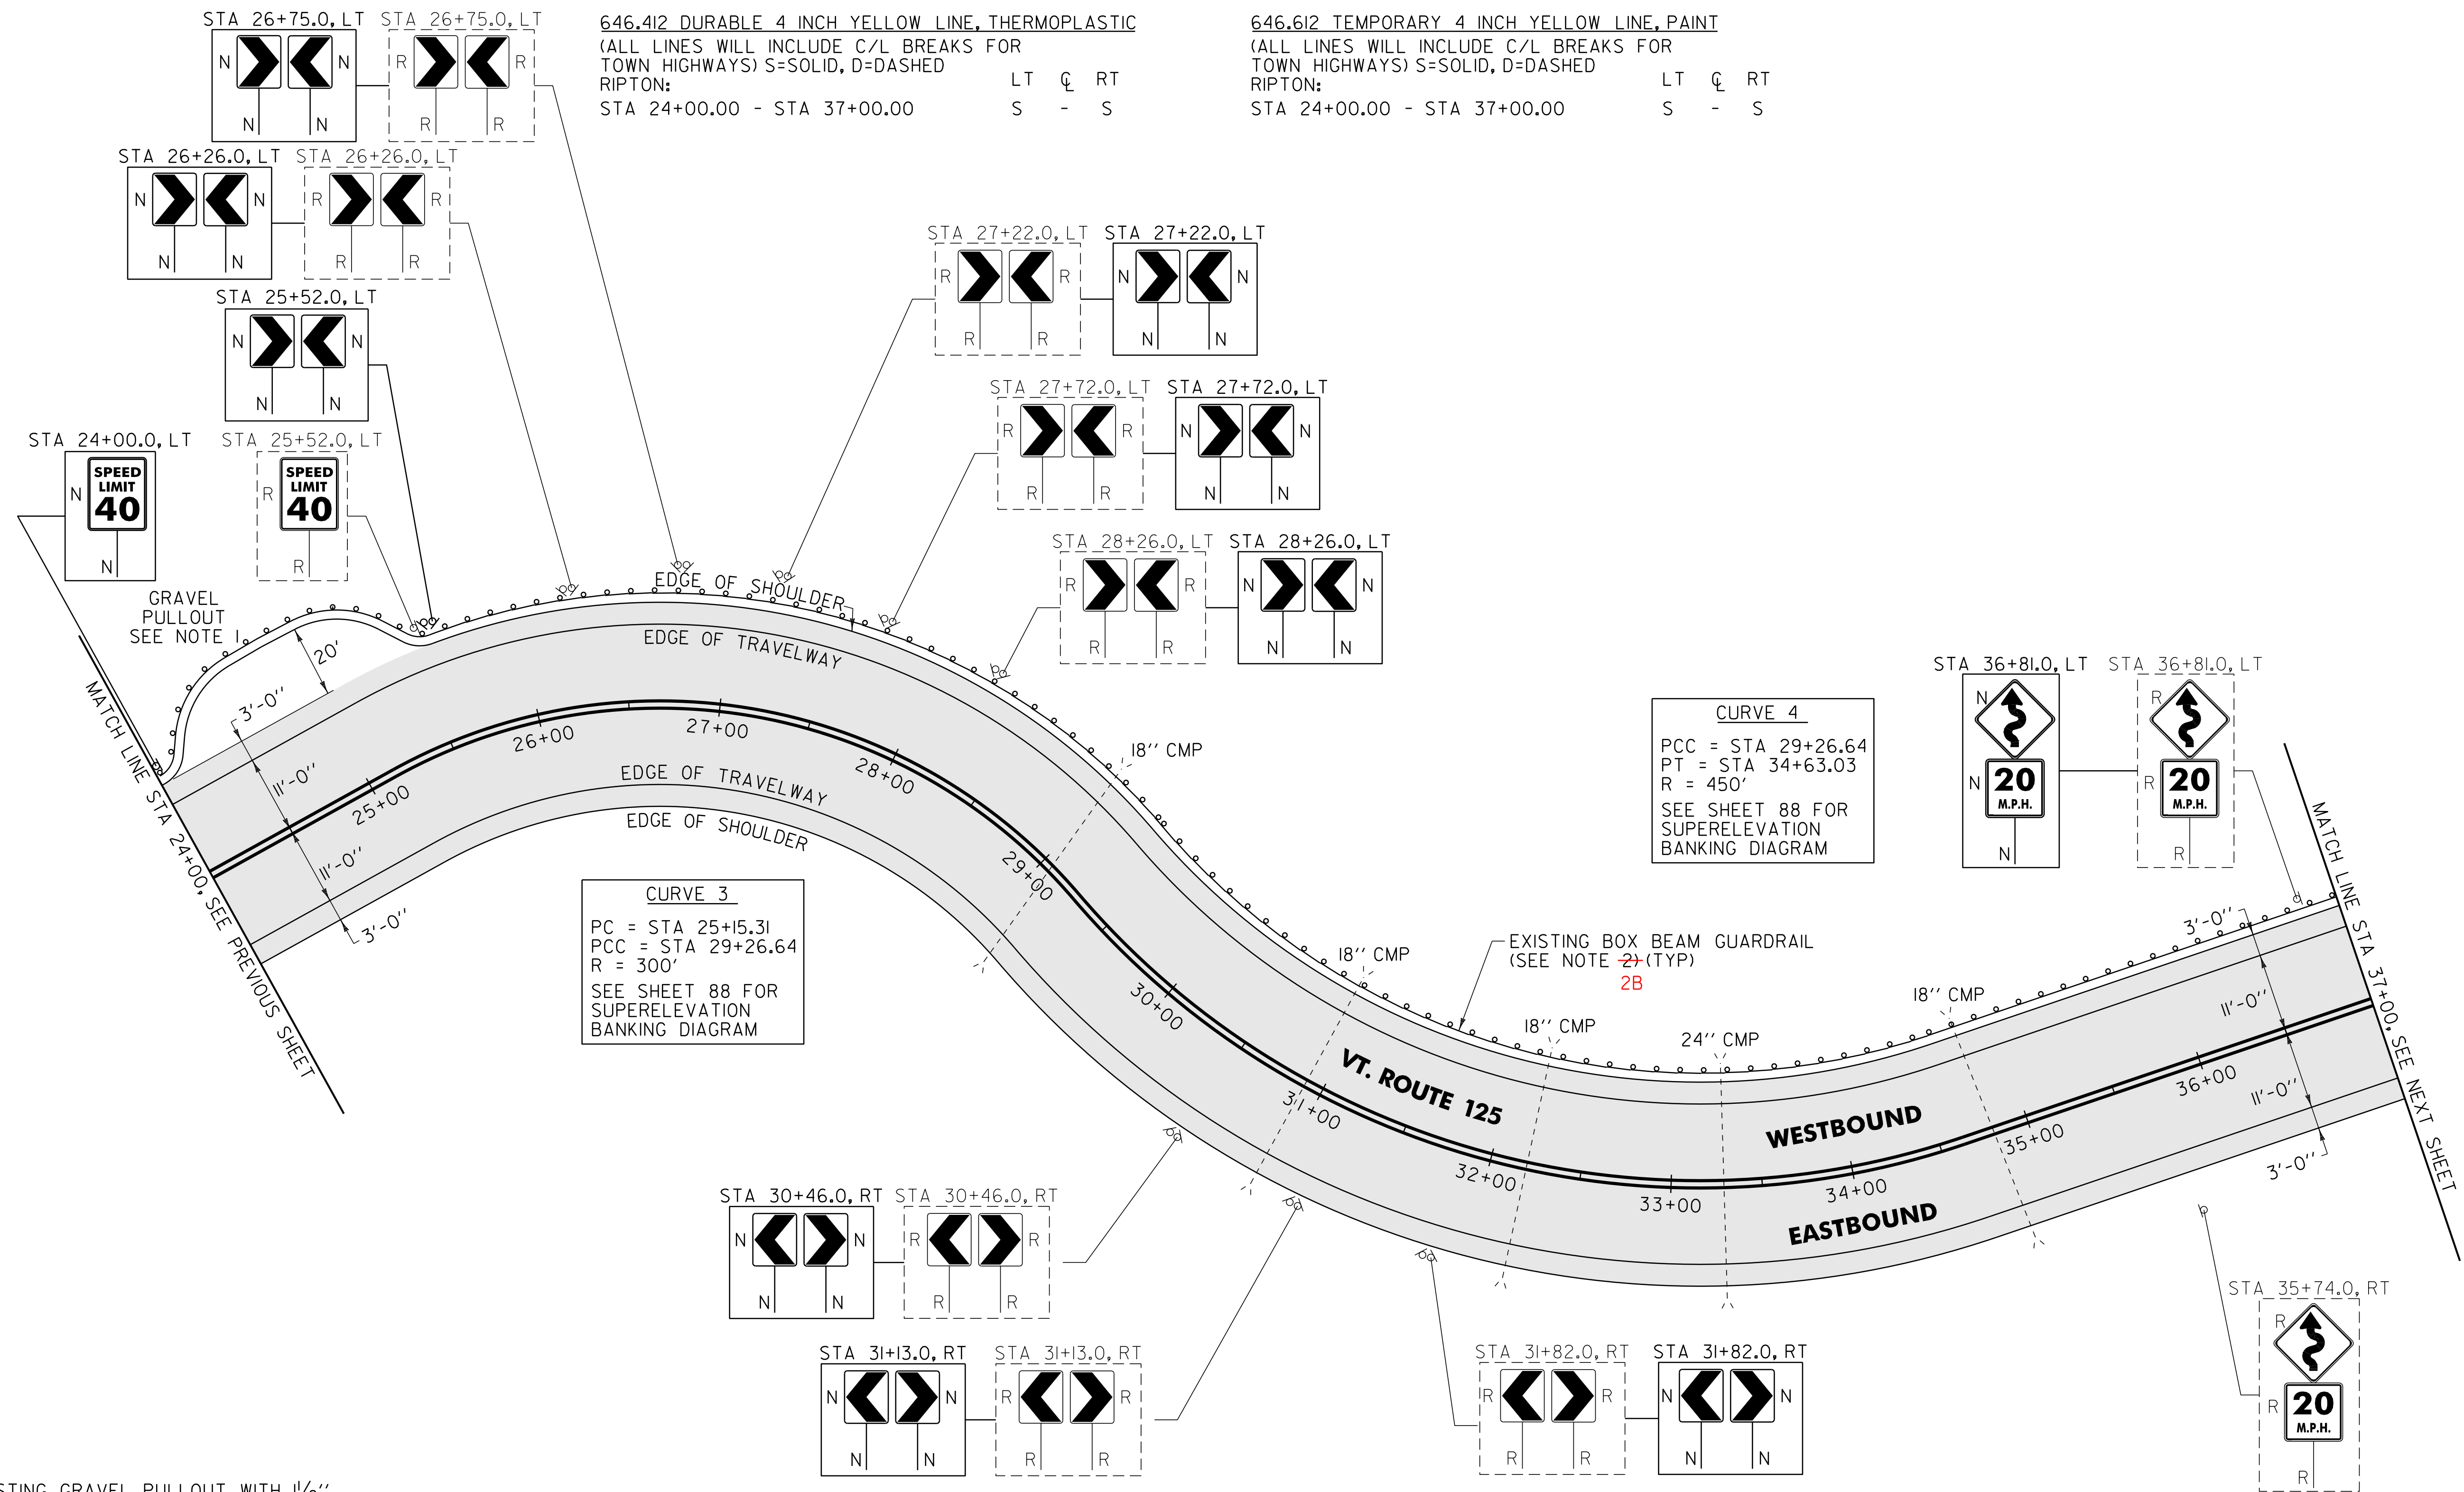 STA 26+75.0, LT STA 26+75.0, LT
N N R R
N N R R
646.412 DURABLE 4 INCH YELLOW LINE, THERMOPLASTIC
(ALL LINES WILL INCLUDE C/L BREAKS FOR
TOWN HIGHWAYS) S=SOLID, D=DASHED
RIPTON: LT ℄ RT
STA 24+00.00 - STA 37+00.00 S - S
646.612 TEMPORARY 4 INCH YELLOW LINE, PAINT
(ALL LINES WILL INCLUDE C/L BREAKS FOR
TOWN HIGHWAYS) S=SOLID, D=DASHED
RIPTON: LT ℄ RT
STA 24+00.00 - STA 37+00.00 S - S
STA 26+26.0, LT STA 26+26.0, LT
N N R R
N N R R
STA 25+52.0, LT
N N
N N
STA 24+00.0, LT STA 25+52.0, LT
SPEED
LIMIT
40
N
N
SPEED
LIMIT
40
R
R
STA 27+22.0, LT STA 27+22.0, LT
R R N N
R R N N
STA 27+72.0, LT STA 27+72.0, LT
R R N N
R R N N
STA 28+26.0, LT STA 28+26.0, LT
R R N N
R R N N
GRAVEL
PULLOUT
SEE NOTE 1
20'
3'-0''
11'-0''
11'-0''
3'-0''
MATCH LINE STA 24+00, SEE PREVIOUS SHEET
EDGE OF SHOULDER
EDGE OF TRAVELWAY
EDGE OF TRAVELWAY
EDGE OF SHOULDER
25+00
26+00
27+00
28+00
29+00
30+00
31+00
32+00
33+00
34+00
35+00
36+00
18'' CMP
18'' CMP
18'' CMP
24'' CMP
18'' CMP
CURVE 3
PC = STA 25+15.31
PCC = STA 29+26.64
R = 300'
SEE SHEET 88 FOR
SUPERELEVATION
BANKING DIAGRAM
CURVE 4
PCC = STA 29+26.64
PT = STA 34+63.03
R = 450'
SEE SHEET 88 FOR
SUPERELEVATION
BANKING DIAGRAM
EXISTING BOX BEAM GUARDRAIL
(SEE NOTE 2) (TYP)
2B
VT. ROUTE 125
WESTBOUND
EASTBOUND
STA 36+81.0, LT STA 36+81.0, LT
N R
N 20 R 20
M.P.H. M.P.H.
N R
3'-0''
11'-0''
11'-0''
3'-0''
MATCH LINE STA 37+00, SEE NEXT SHEET
STA 30+46.0, RT STA 30+46.0, RT
N N R R
N N R R
STA 31+13.0, RT STA 31+13.0, RT
N N R R
N N R R
STA 31+82.0, RT STA 31+82.0, RT
R R N N
R R N N
STA 35+74.0, RT
R
R 20
M.P.H.
R
STING GRAVEL PULLOUT WITH 1½''